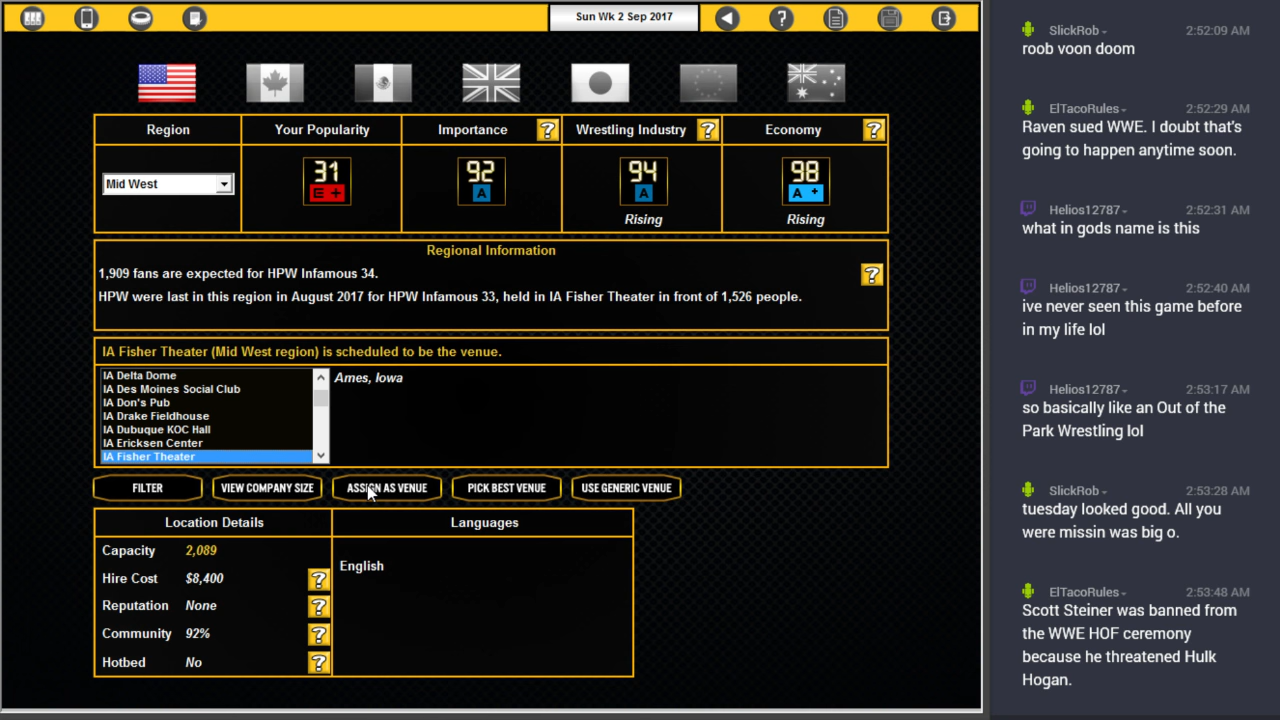 Sun Wk 2 Sep 2017
Region
Your Popularity
Importance
Wrestling Industry
Economy
Mid West
31
E +
92
A
94
A
Rising
98
A +
Rising
Regional Information
1,909 fans are expected for HPW Infamous 34.
HPW were last in this region in August 2017 for HPW Infamous 33, held in IA Fisher Theater in front of 1,526 people.
IA Fisher Theater (Mid West region) is scheduled to be the venue.
IA Delta Dome
IA Des Moines Social Club
IA Don's Pub
IA Drake Fieldhouse
IA Dubuque KOC Hall
IA Ericksen Center
IA Fisher Theater
Ames, Iowa
FILTER
VIEW COMPANY SIZE
ASSIGN AS VENUE
PICK BEST VENUE
USE GENERIC VENUE
Location Details
Capacity 2,089
Hire Cost $8,400
Reputation None
Community 92%
Hotbed No
Languages
English
SlickRob 2:52:09 AM
roob voon doom
ElTacoRules 2:52:29 AM
Raven sued WWE. I doubt that's
going to happen anytime soon.
Helios12787 2:52:31 AM
what in gods name is this
Helios12787 2:52:40 AM
ive never seen this game before
in my life lol
Helios12787 2:53:17 AM
so basically like an Out of the
Park Wrestling lol
SlickRob 2:53:28 AM
tuesday looked good. All you
were missin was big o.
ElTacoRules 2:53:48 AM
Scott Steiner was banned from
the WWE HOF ceremony
because he threatened Hulk
Hogan.